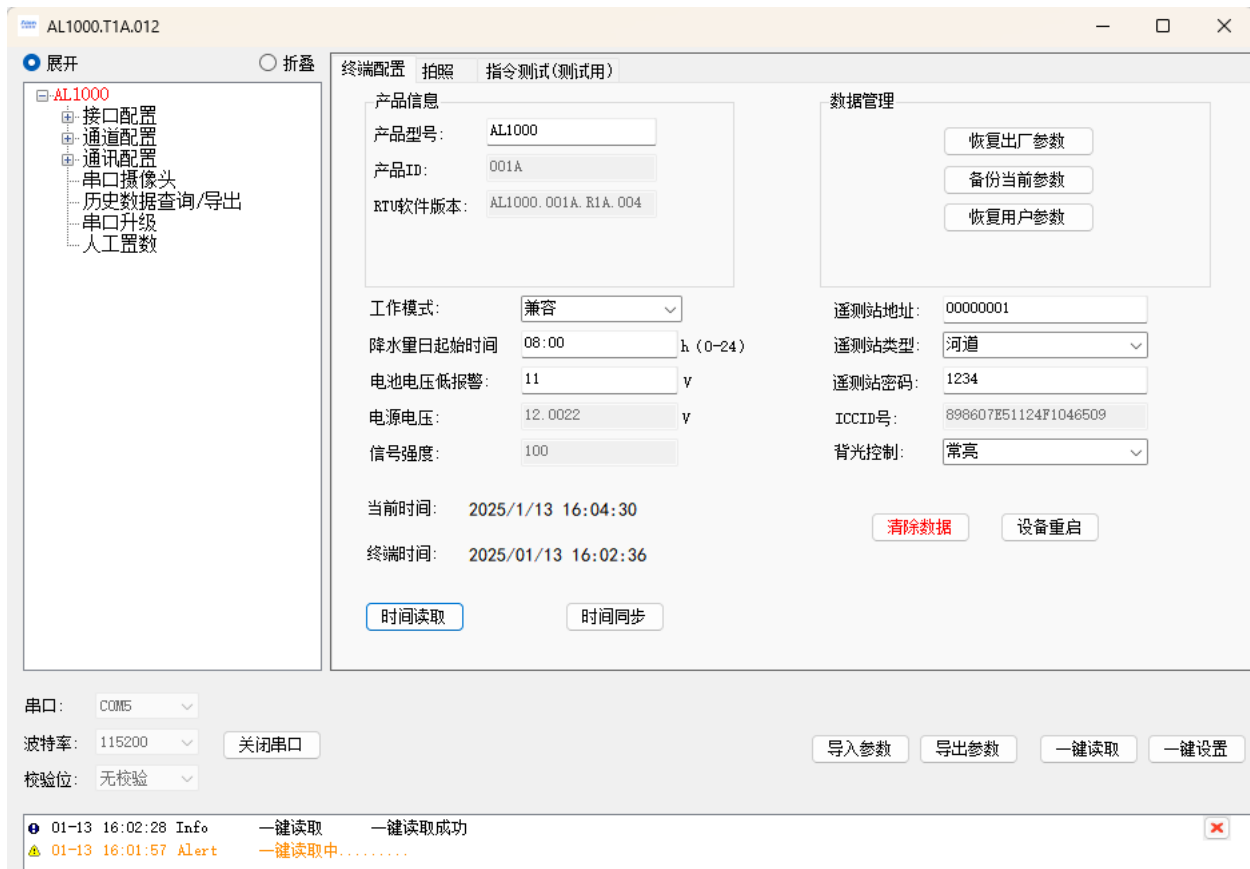 AL1000.T1A.012
展开 折叠
AL1000
接口配置
通道配置
通讯配置
串口摄像头
历史数据查询/导出
串口升级
人工置数
终端配置 拍照 指令测试(测试用)
产品信息
产品型号: AL1000
产品ID: 001A
RTU软件版本: AL1000.001A.R1A.004
数据管理
恢复出厂参数
备份当前参数
恢复用户参数
工作模式: 兼容
降水量日起始时间 08:00 h (0-24)
电池电压低报警: 11 V
电源电压: 12.0022 V
信号强度: 100
遥测站地址: 00000001
遥测站类型: 河道
遥测站密码: 1234
ICCID号: 898607E51124F1046509
背光控制: 常亮
当前时间: 2025/1/13 16:04:30
终端时间: 2025/01/13 16:02:36
清除数据 设备重启
时间读取 时间同步
串口: COM5
波特率: 115200 关闭串口
校验位: 无校验
导入参数 导出参数 一键读取 一键设置
01-13 16:02:28 Info 一键读取 一键读取成功
01-13 16:01:57 Alert 一键读取中.........